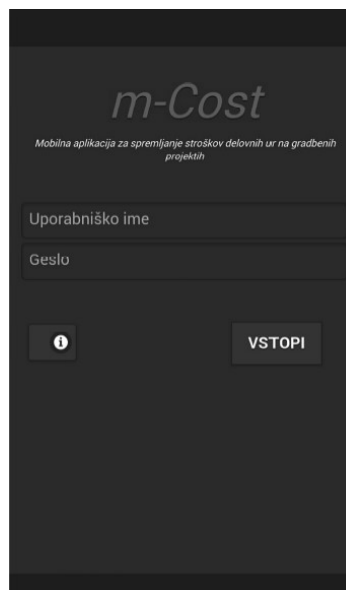 m-Cost
Mobilna aplikacija za spremljanje stroškov delovnih ur na gradbenih
projektih
Uporabniško ime
Geslo
VSTOPI